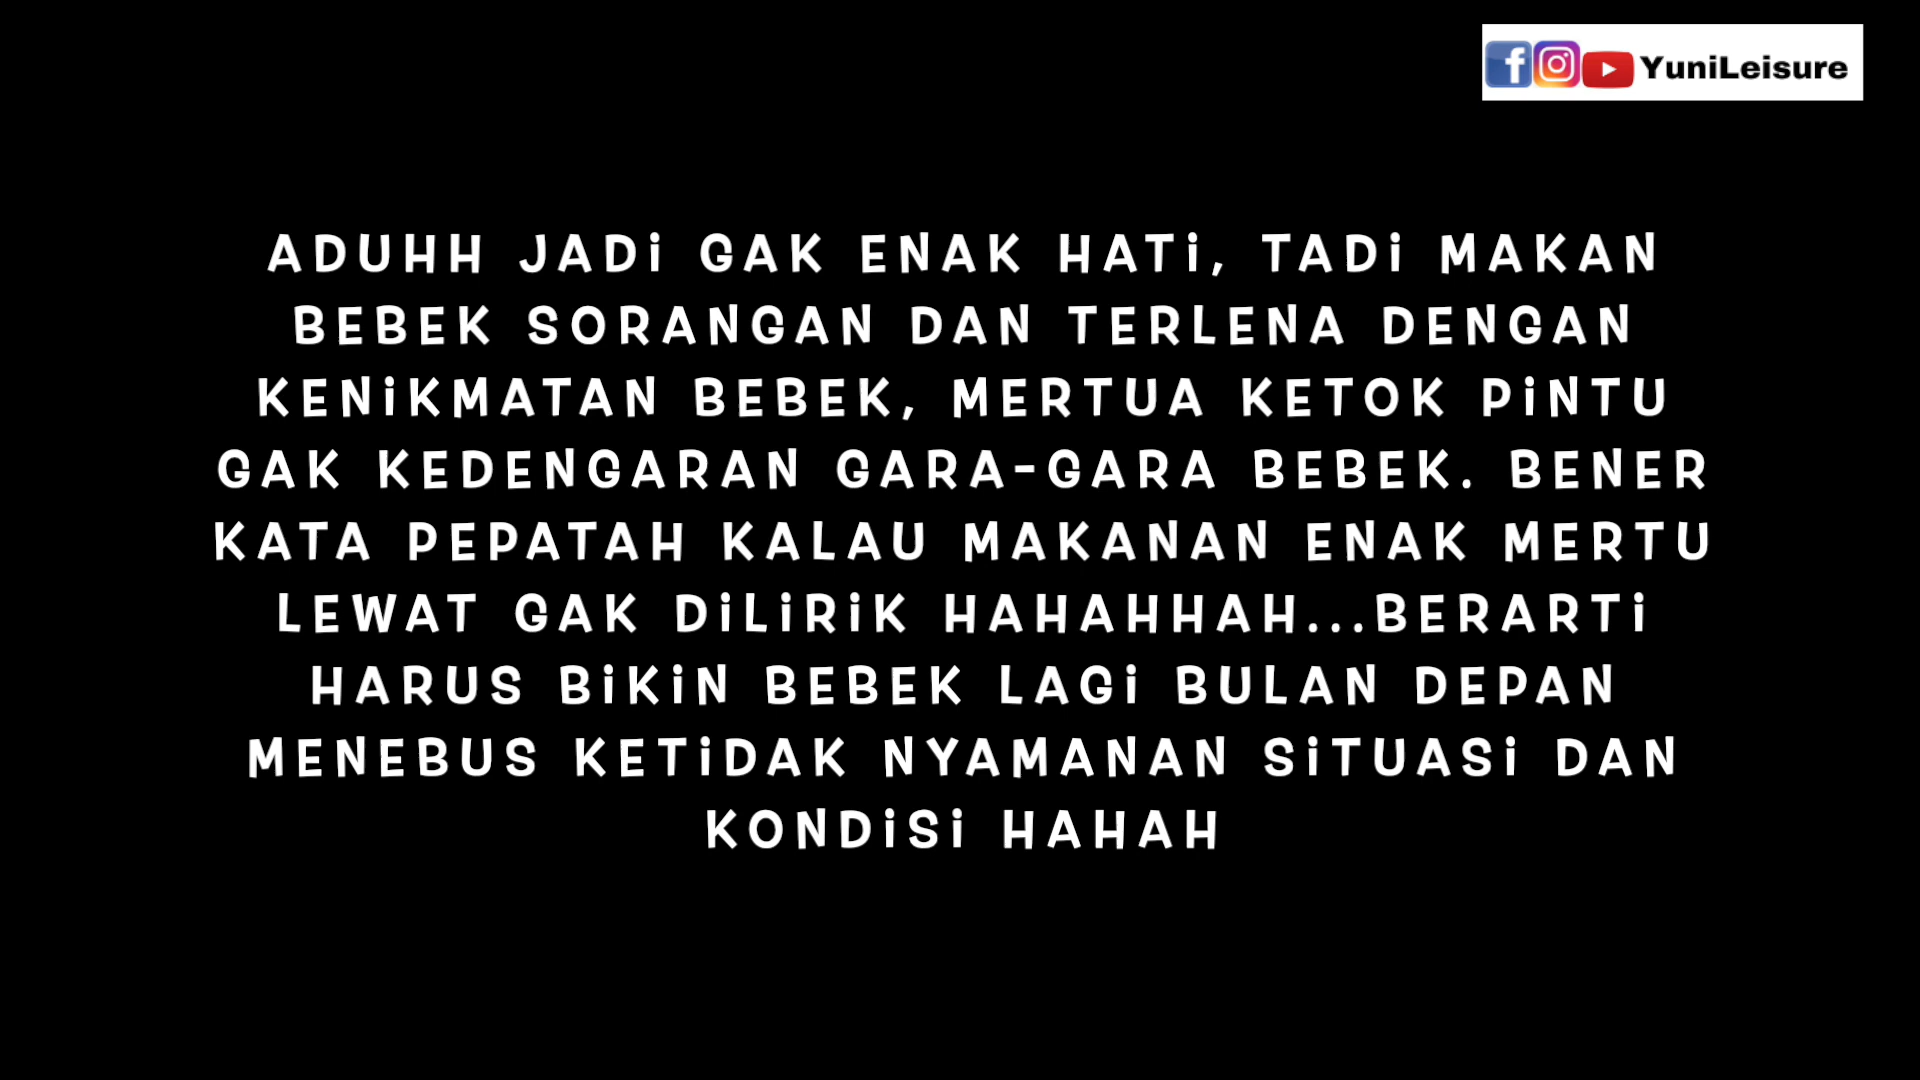 YuniLeisure
ADUHH JADi GAK ENAK HATi, TADi MAKAN
BEBEK SORANGAN DAN TERLENA DENGAN
KENiKMATAN BEBEK, MERTUA KETOK PiNTU
GAK KEDENGARAN GARA-GARA BEBEK. BENER
KATA PEPATAH KALAU MAKANAN ENAK MERTU
LEWAT GAK DiLiRiK HAHAHHAH...BERARTi
HARUS BiKiN BEBEK LAGi BULAN DEPAN
MENEBUS KETiDAK NYAMANAN SiTUASi DAN
KONDiSi HAHAH